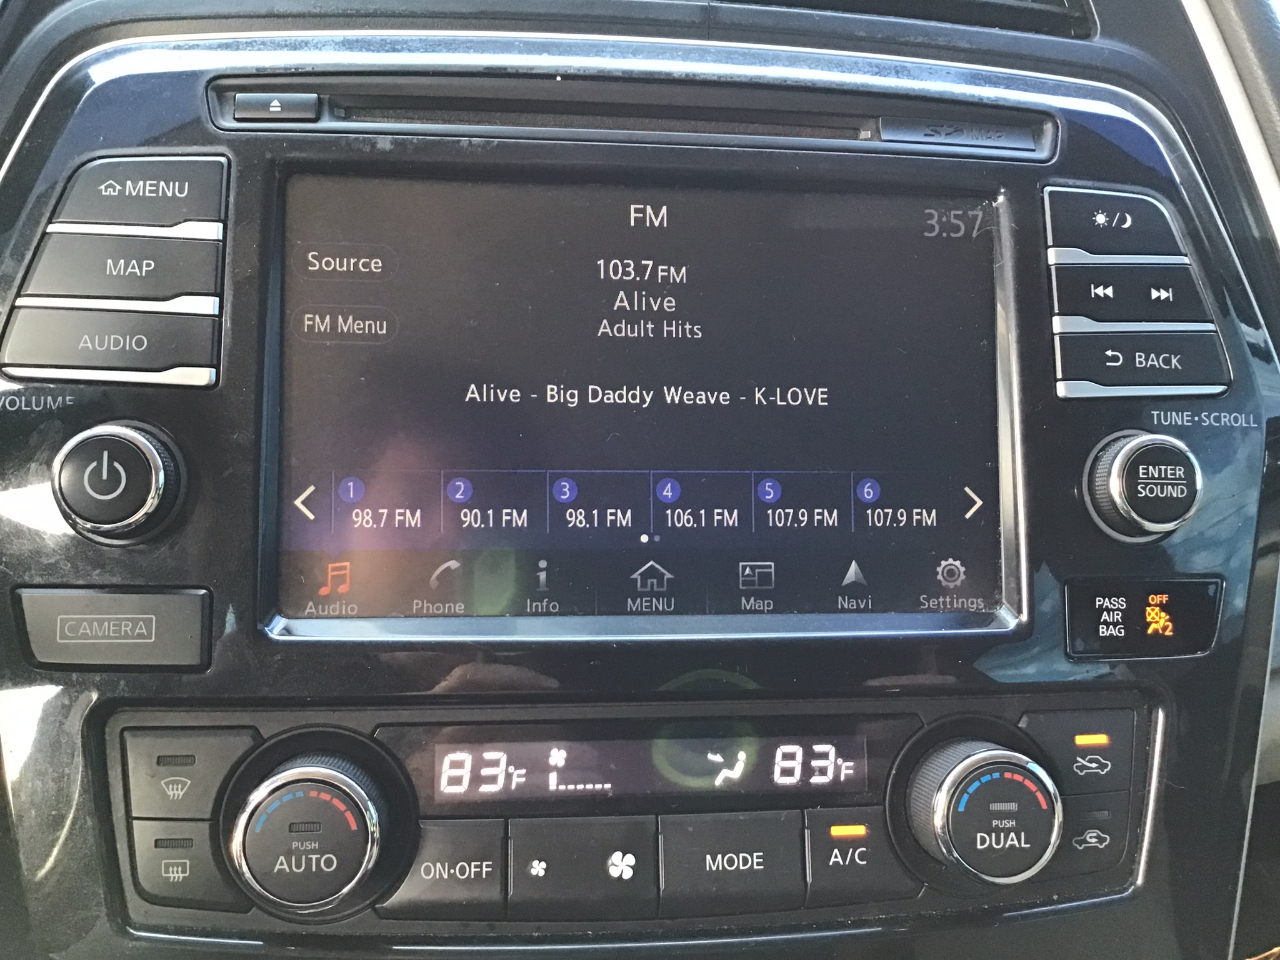 SD MAP
MENU
MAP
AUDIO
VOLUME
CAMERA
FM
3:57
Source
FM Menu
103.7 FM
Alive
Adult Hits
Alive - Big Daddy Weave - K-LOVE
1 2 3 4 5 6
98.7 FM 90.1 FM 98.1 FM 106.1 FM 107.9 FM 107.9 FM
Audio Phone Info MENU Map Navi Settings
BACK
TUNE•SCROLL
ENTER
SOUND
PASS
AIR
BAG
OFF
2
83°F
83°F
PUSH
AUTO
ON•OFF
MODE
A/C
PUSH
DUAL